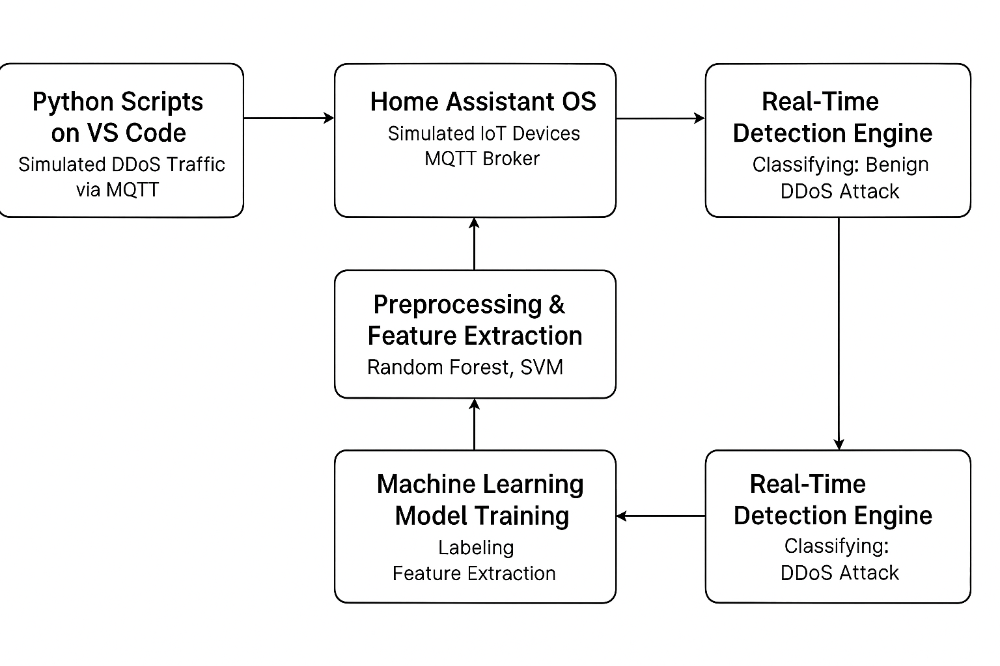 Python Scripts
on VS Code
Simulated DDoS Traffic
via MQTT
Home Assistant OS
Simulated IoT Devices
MQTT Broker
Real-Time
Detection Engine
Classifying: Benign
DDoS Attack
Preprocessing &
Feature Extraction
Random Forest, SVM
Machine Learning
Model Training
Labeling
Feature Extraction
Real-Time
Detection Engine
Classifying:
DDoS Attack